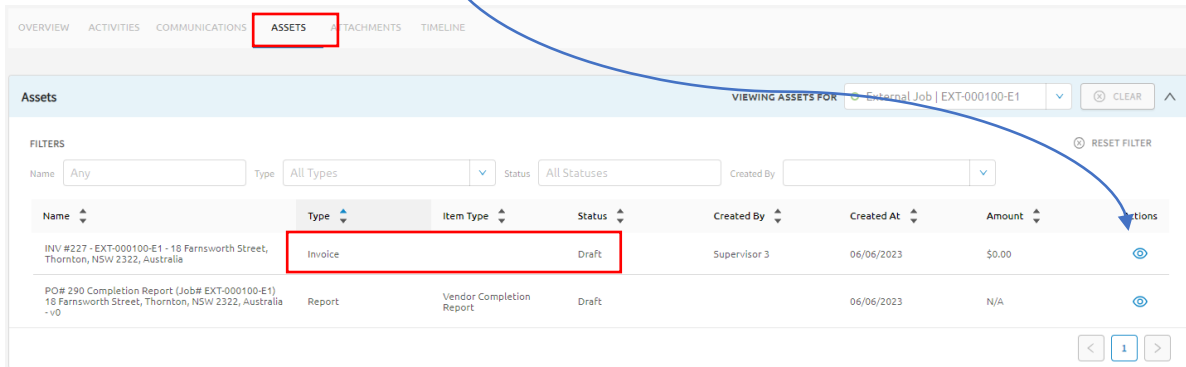 OVERVIEW ACTIVITIES COMMUNICATIONS ASSETS ATTACHMENTS TIMELINE
Assets VIEWING ASSETS FOR External Job | EXT-000100-E1 CLEAR
FILTERS RESET FILTER
Name Any Type All Types Status All Statuses Created By
Name Type Item Type Status Created By Created At Amount Actions
INV #227 - EXT-000100-E1 - 18 Farnsworth Street,
Thornton, NSW 2322, Australia
Invoice Draft Supervisor 3 06/06/2023 $0.00
PO# 290 Completion Report (Job# EXT-000100-E1)
18 Farnsworth Street, Thornton, NSW 2322, Australia
- v0
Report
Vendor Completion
Report
Draft 06/06/2023 N/A
1